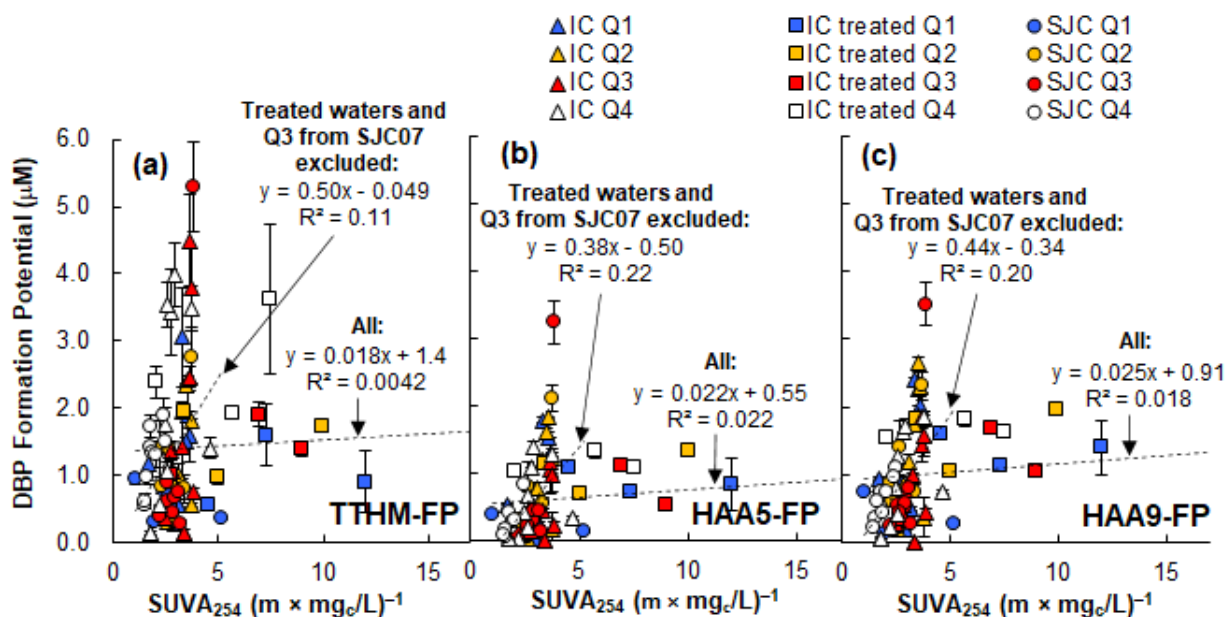 IC Q1 IC treated Q1 SJC Q1
IC Q2 IC treated Q2 SJC Q2
IC Q3 IC treated Q3 SJC Q3
IC Q4 IC treated Q4 SJC Q4
DBP Formation Potential (μM)
6.0
5.0
4.0
3.0
2.0
1.0
0.0
(a)
Treated waters and
Q3 from SJC07
excluded:
y = 0.50x - 0.049
R² = 0.11
All:
y = 0.018x + 1.4
R² = 0.0042
TTHM-FP
0 5 10 15
SUVA₂₅₄ (m × mg꜀/L)⁻¹
(b)
Treated waters and
Q3 from SJC07 excluded:
y = 0.38x - 0.50
R² = 0.22
All:
y = 0.022x + 0.55
R² = 0.022
HAA5-FP
0 5 10 15
SUVA₂₅₄ (m × mg꜀/L)⁻¹
(c)
Treated waters and
Q3 from SJC07 excluded:
y = 0.44x - 0.34
R² = 0.20
All:
y = 0.025x + 0.91
R² = 0.018
HAA9-FP
0 5 10 15
SUVA₂₅₄ (m × mg꜀/L)⁻¹